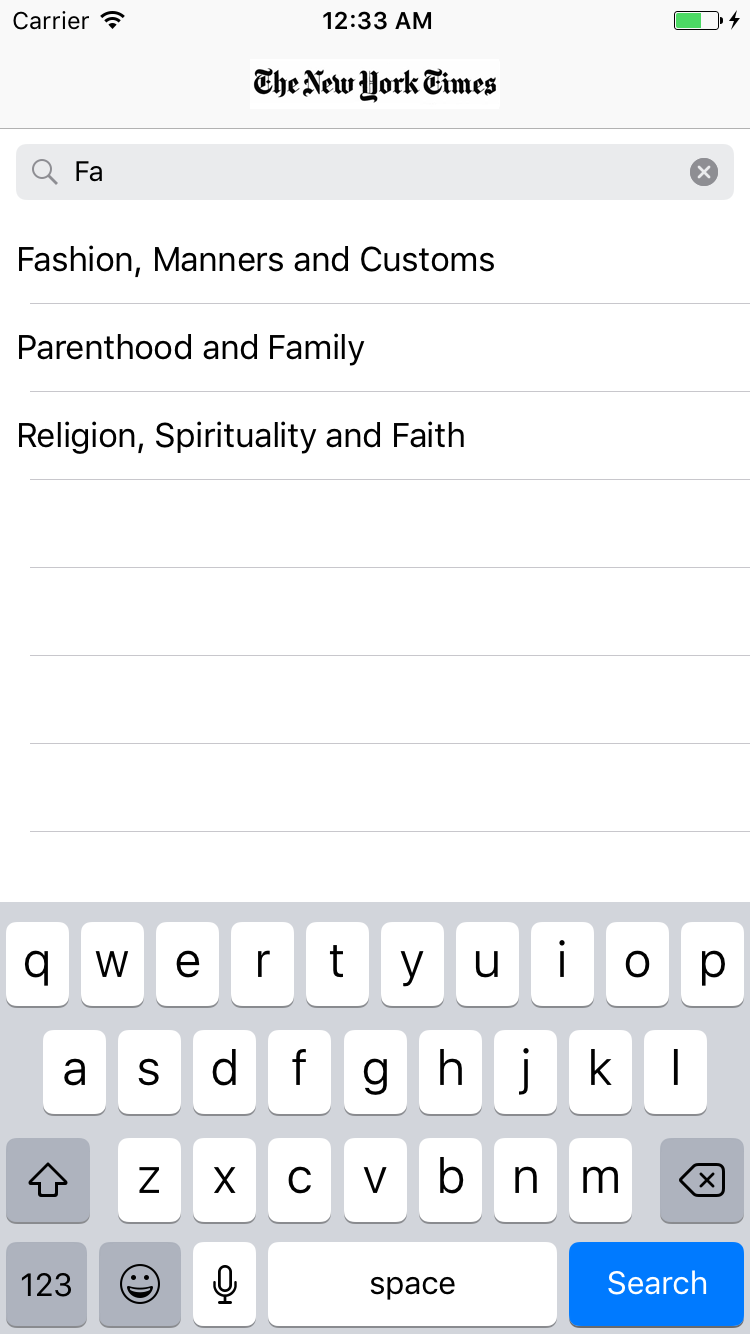 Carrier 12:33 AM
The New York Times
Fa
Fashion, Manners and Customs
Parenthood and Family
Religion, Spirituality and Faith
q w e r t y u i o p
a s d f g h j k l
z x c v b n m
123 space Search